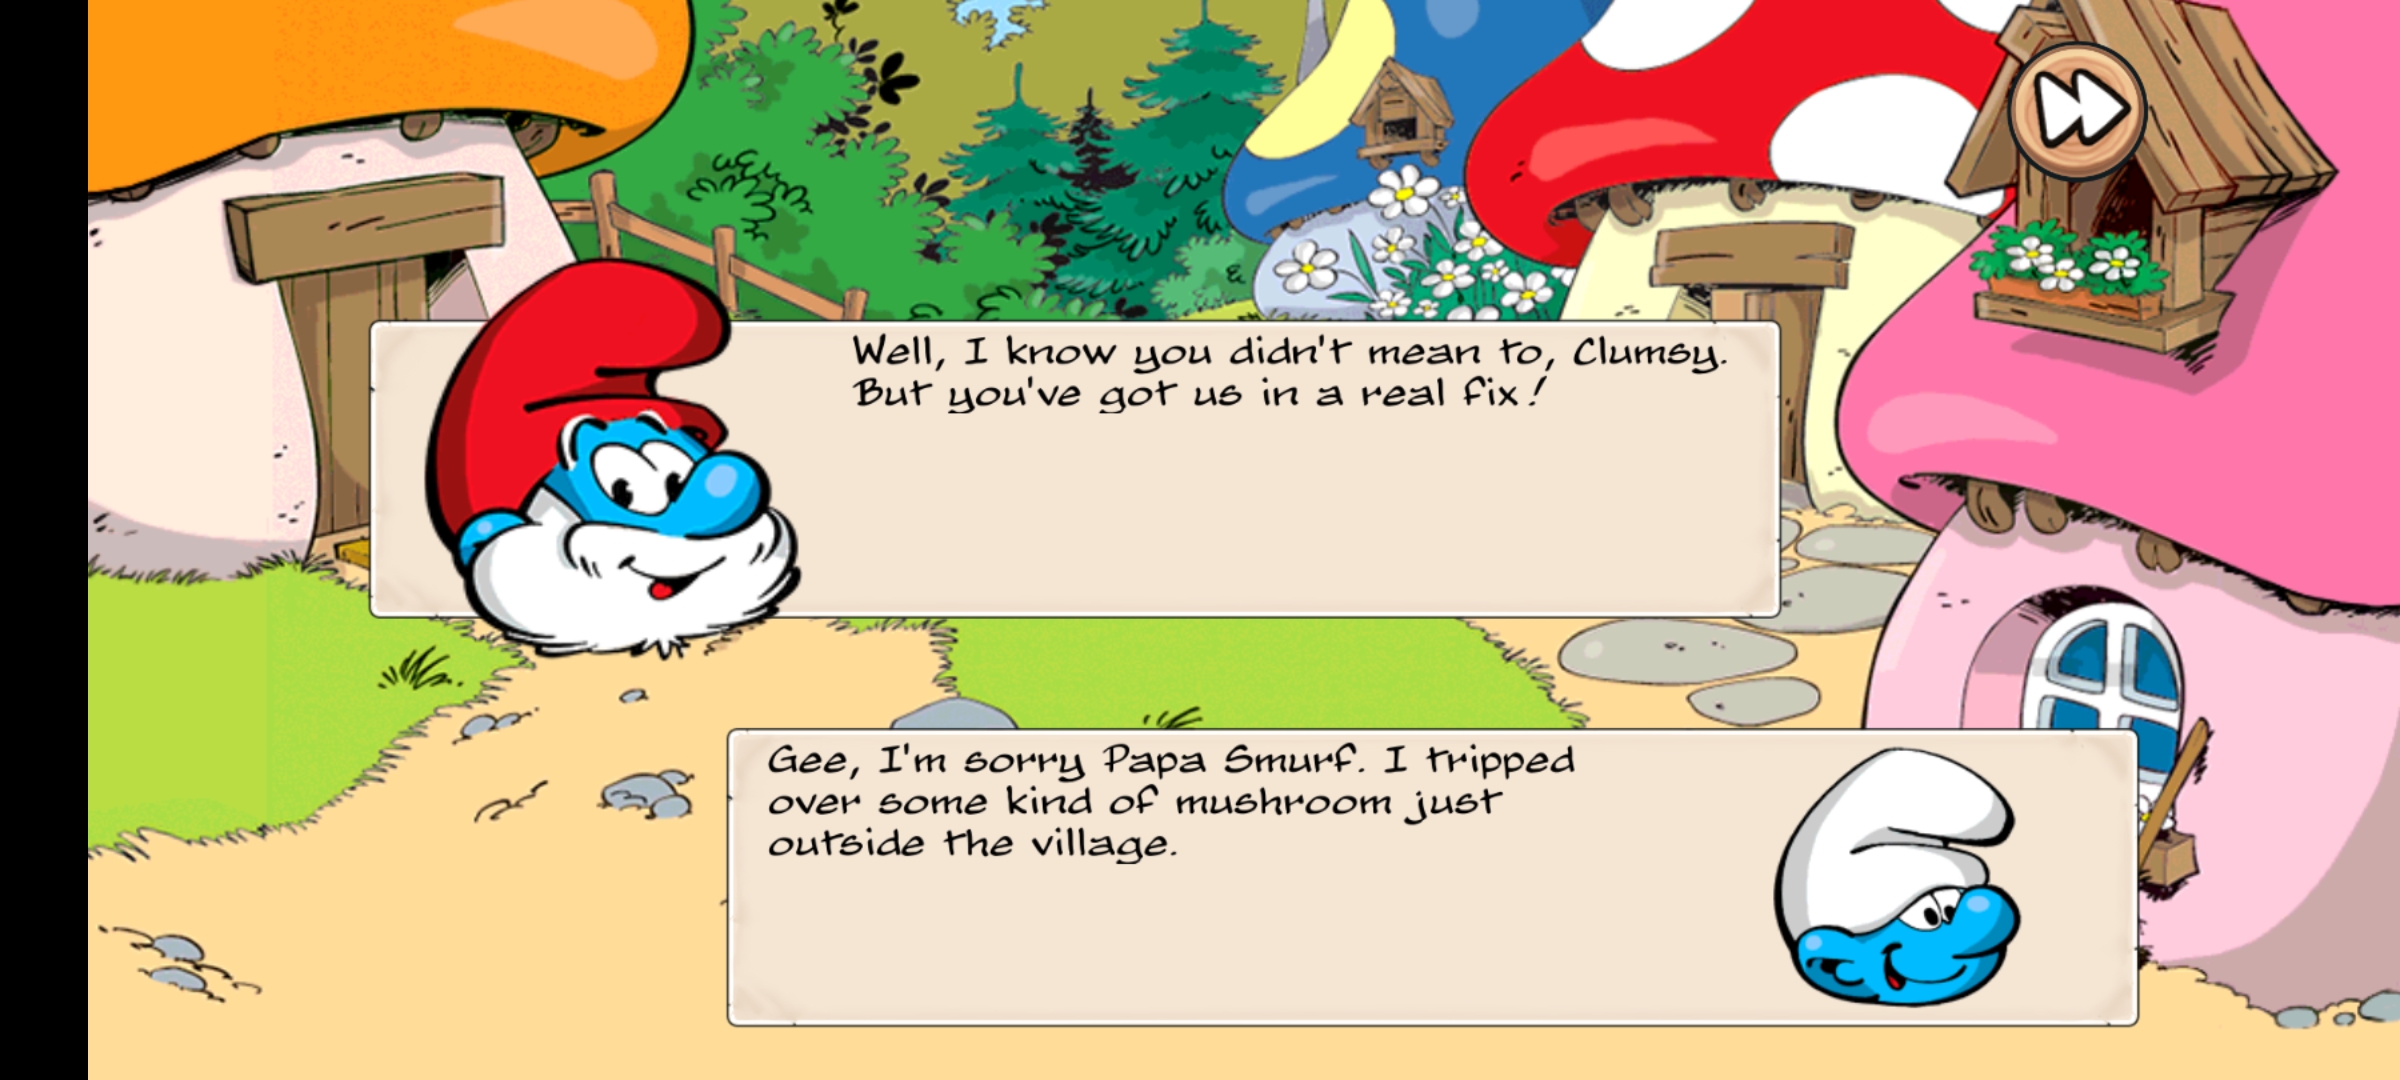 Well, I know you didn't mean to, Clumsy.
But you've got us in a real fix!
Gee, I'm sorry Papa Smurf. I tripped
over some kind of mushroom just
outside the village.